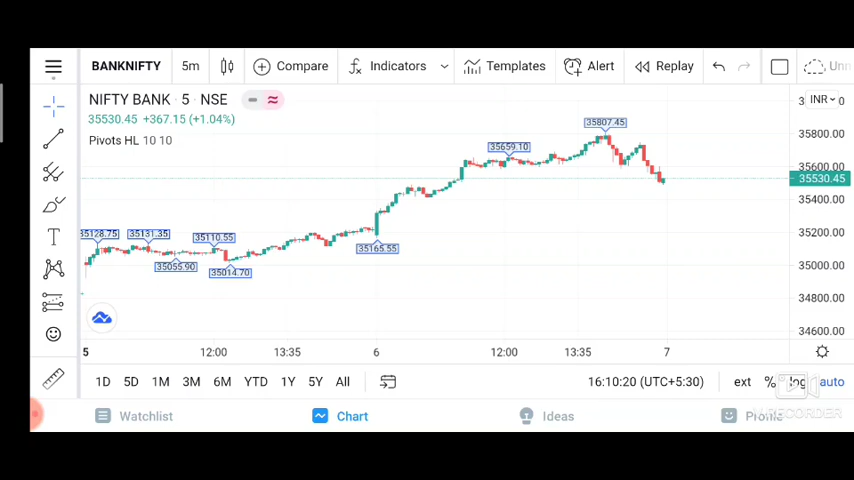 BANKNIFTY 5m Compare Indicators Templates Alert Replay
NIFTY BANK · 5 · NSE
35530.45 +367.15 (+1.04%)
Pivots HL 10 10
INR
35800.00
35600.00
35530.45
35400.00
35200.00
35000.00
34800.00
34600.00
35807.45
35659.10
35128.75 35131.35 35110.55
35165.55
35055.90 35014.70
5 12:00 13:35 6 12:00 13:35 7
1D 5D 1M 3M 6M YTD 1Y 5Y All 16:10:20 (UTC+5:30) ext % log auto
Watchlist Chart Ideas Profile
V RECORDER